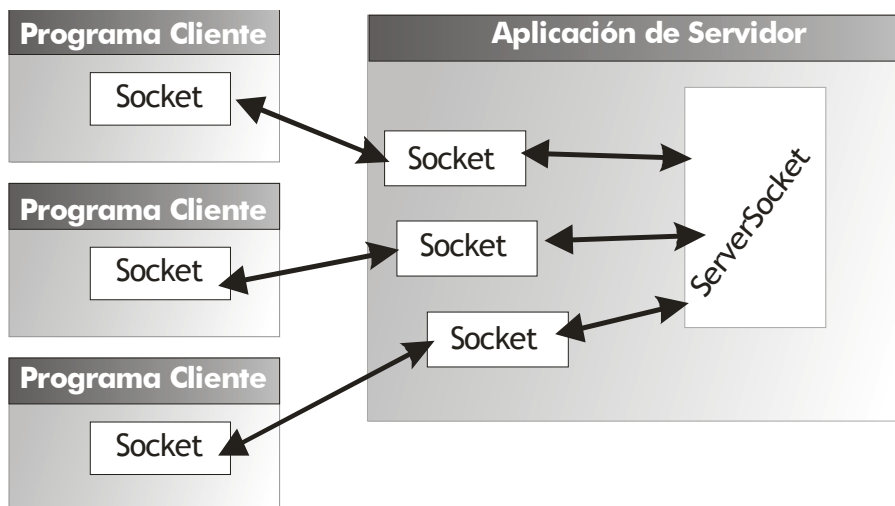 Programa Cliente
Socket
Programa Cliente
Socket
Programa Cliente
Socket
Aplicación de Servidor
Socket
Socket
Socket
ServerSocket